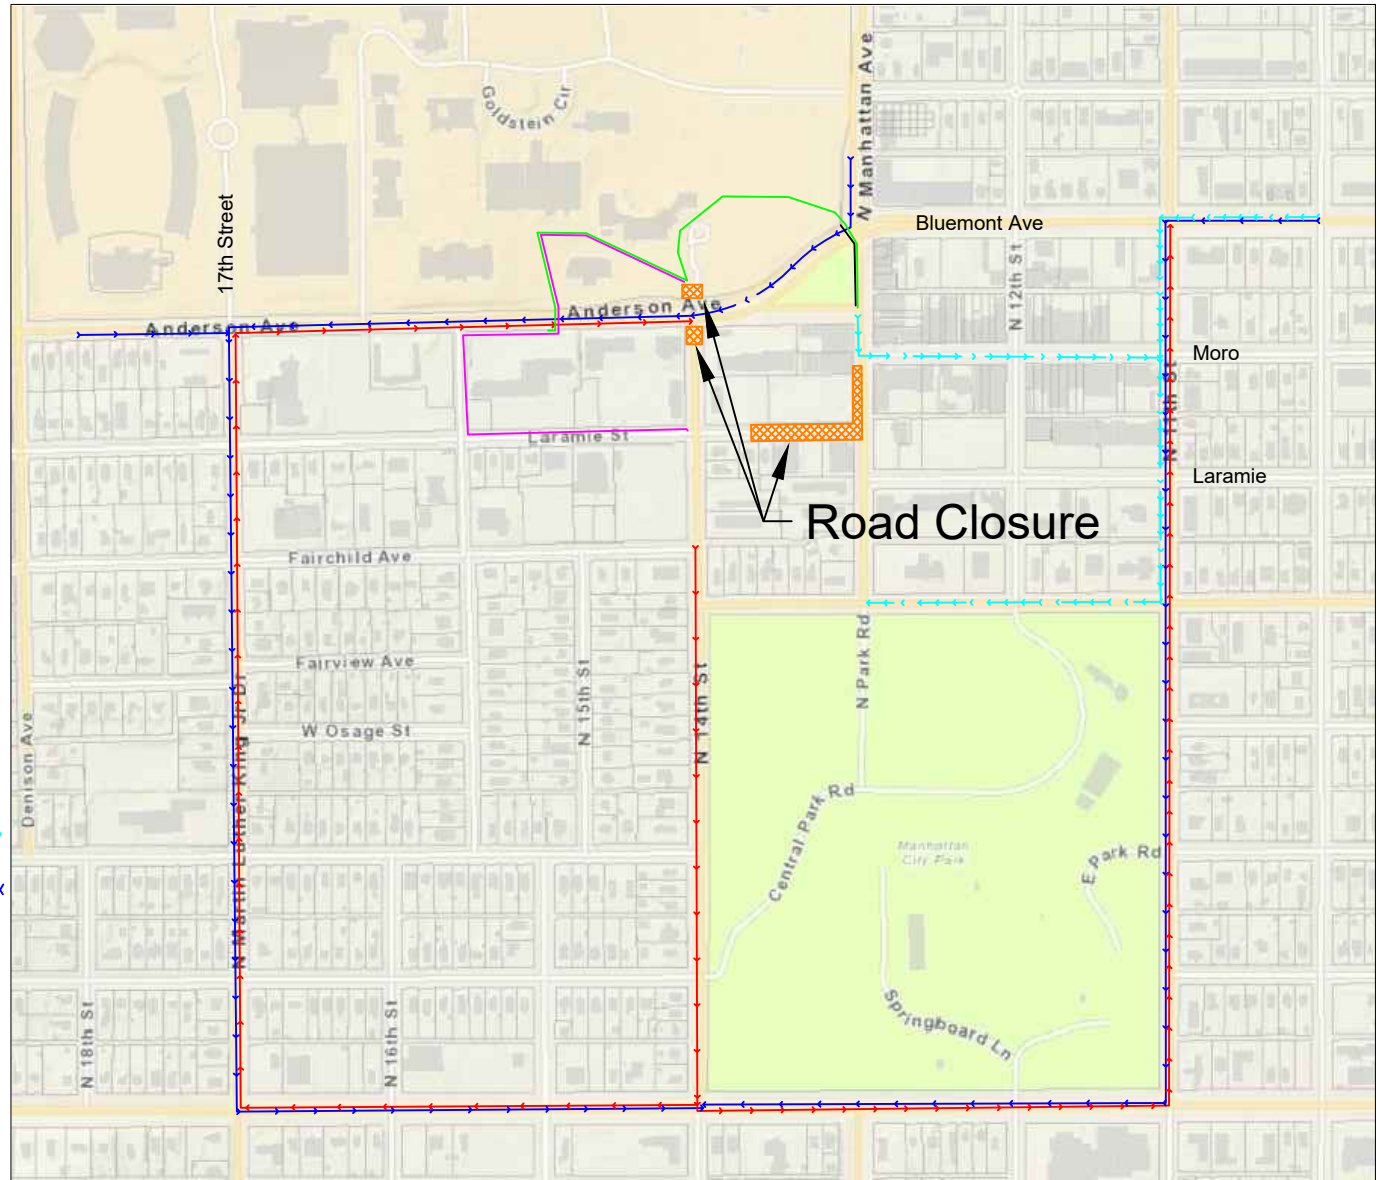 N Manhattan Ave
Goldstein Cir
17th Street
Bluemont Ave
N 12th St
Anderson Ave
Anderson Ave
Moro
N 11th St
Laramie St
Laramie
Road Closure
Fairchild Ave
Fairview Ave
N 15th St
N 14th St
N Park Rd
W Osage St
Denison Ave
N Martin Luther King Jr Dr
Central Park Rd
Manhattan
City Park
E Park Rd
Springboard Ln
N 18th St
N 16th St